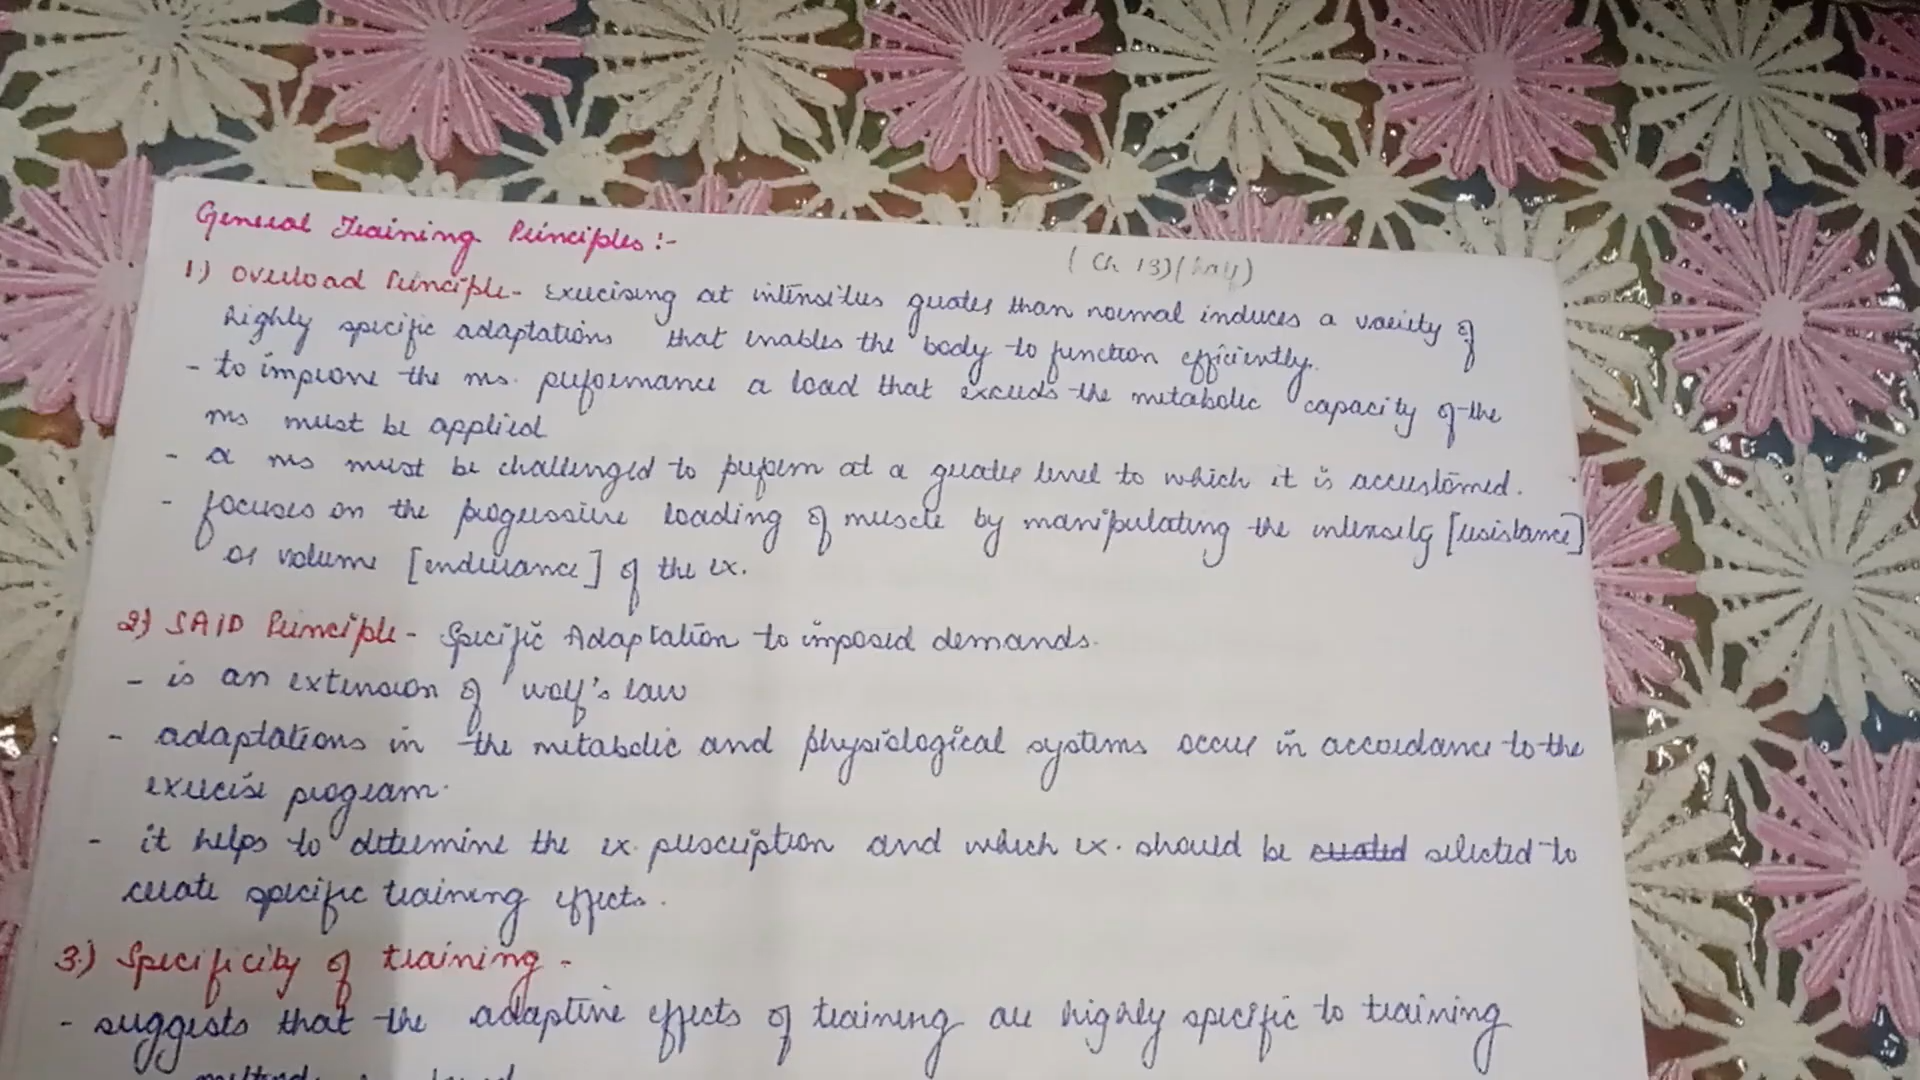 General Training Principles :-
( Ch 13)(
1.) Overload Principle - Exercising at intensities greater than normal induces a variety of
highly specific adaptations that enables the body to function efficiently.
- to improve the ms. performance a load that exceeds the metabolic capacity of the
ms must be applied
- a ms must be challenged to perform at a greater level to which it is accustomed.
- focuses on the progressive loading of muscle by manipulating the intensity [resistance]
or volume [endurance] of the ex.
2) SAID Principle - Specific Adaptation to imposed demands.
- is an extension of wolf's law
- adaptations in the metabolic and physiological systems occur in accordance to the
exercise program.
- it helps to determine the ex. prescription and which ex. should be created selected to
create specific training effects.
3.) Specificity of training -
- suggests that the adaptive effects of training are highly specific to training